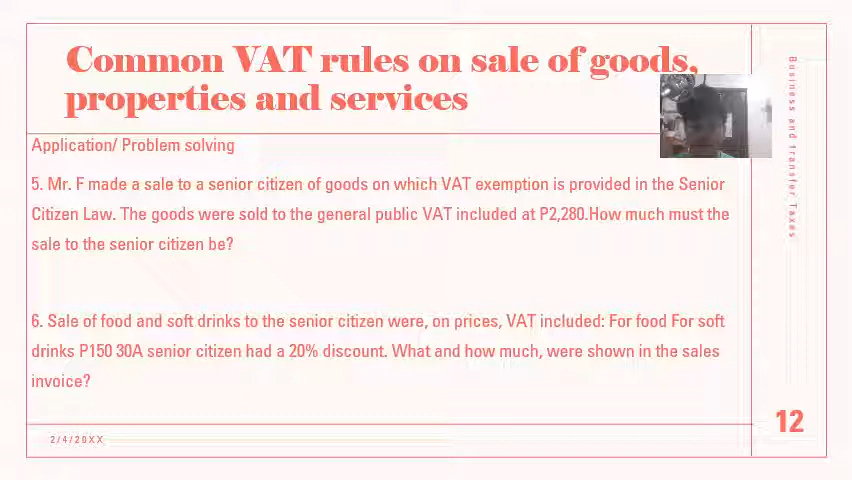 Common VAT rules on sale of goods,
properties and services
Application/ Problem solving
5. Mr. F made a sale to a senior citizen of goods on which VAT exemption is provided in the Senior
Citizen Law. The goods were sold to the general public VAT included at P2,280.How much must the
sale to the senior citizen be?
6. Sale of food and soft drinks to the senior citizen were, on prices, VAT included: For food For soft
drinks P150 30A senior citizen had a 20% discount. What and how much, were shown in the sales
invoice?
Business and transfer Taxes
12
2/4/20XX